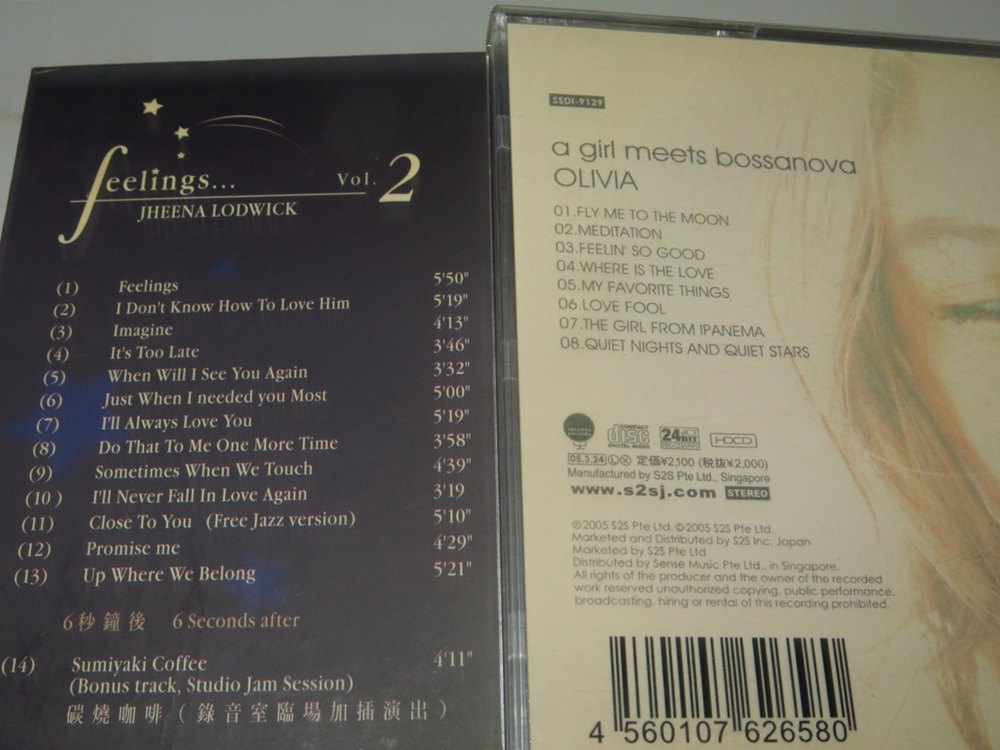 feelings... Vol. 2
JHEENA LODWICK
(1) Feelings 5'50"
(2) I Don't Know How To Love Him 5'19"
(3) Imagine 4'13"
(4) It's Too Late 3'46"
(5) When Will I See You Again 3'32"
(6) Just When I needed you Most 5'00"
(7) I'll Always Love You 5'19"
(8) Do That To Me One More Time 3'58"
(9) Sometimes When We Touch 4'39"
(10 ) I'll Never Fall In Love Again 3'19
(11) Close To You (Free Jazz version) 5'10"
(12) Promise me 4'29"
(13) Up Where We Belong 5'21"
6秒鐘後 6 Seconds after
(14) Sumiyaki Coffee 4'11"
(Bonus track, Studio Jam Session)
碳燒咖啡（錄音室臨場加插演出）
SSDI-9129
a girl meets bossanova
OLIVIA
01.FLY ME TO THE MOON
02.MEDITATION
03.FEELIN' SO GOOD
04.WHERE IS THE LOVE
05.MY FAVORITE THINGS
06.LOVE FOOL
07.THE GIRL FROM IPANEMA
08.QUIET NIGHTS AND QUIET STARS
COMPACT disc DIGITAL AUDIO 24BIT HDCD
05.3.24 Ⓛ Ⓧ 定価¥2,100 (税抜¥2,000)
Manufactured by S2S Pte Ltd., Singapore
www.s2sj.com STEREO
℗2005 S2S Pte Ltd. ©2005 S2S Pte Ltd.
Marketed and Distributed by S2S Inc. Japan
Marketed by S2S Pte Ltd
Distributed by Sense Music Pte Ltd., in Singapore.
All rights of the producer and the owner of the recorded
work reserved unauthorized copying, public performance,
broadcasting, hiring or rental of this recording prohibited.
4 560107 626580